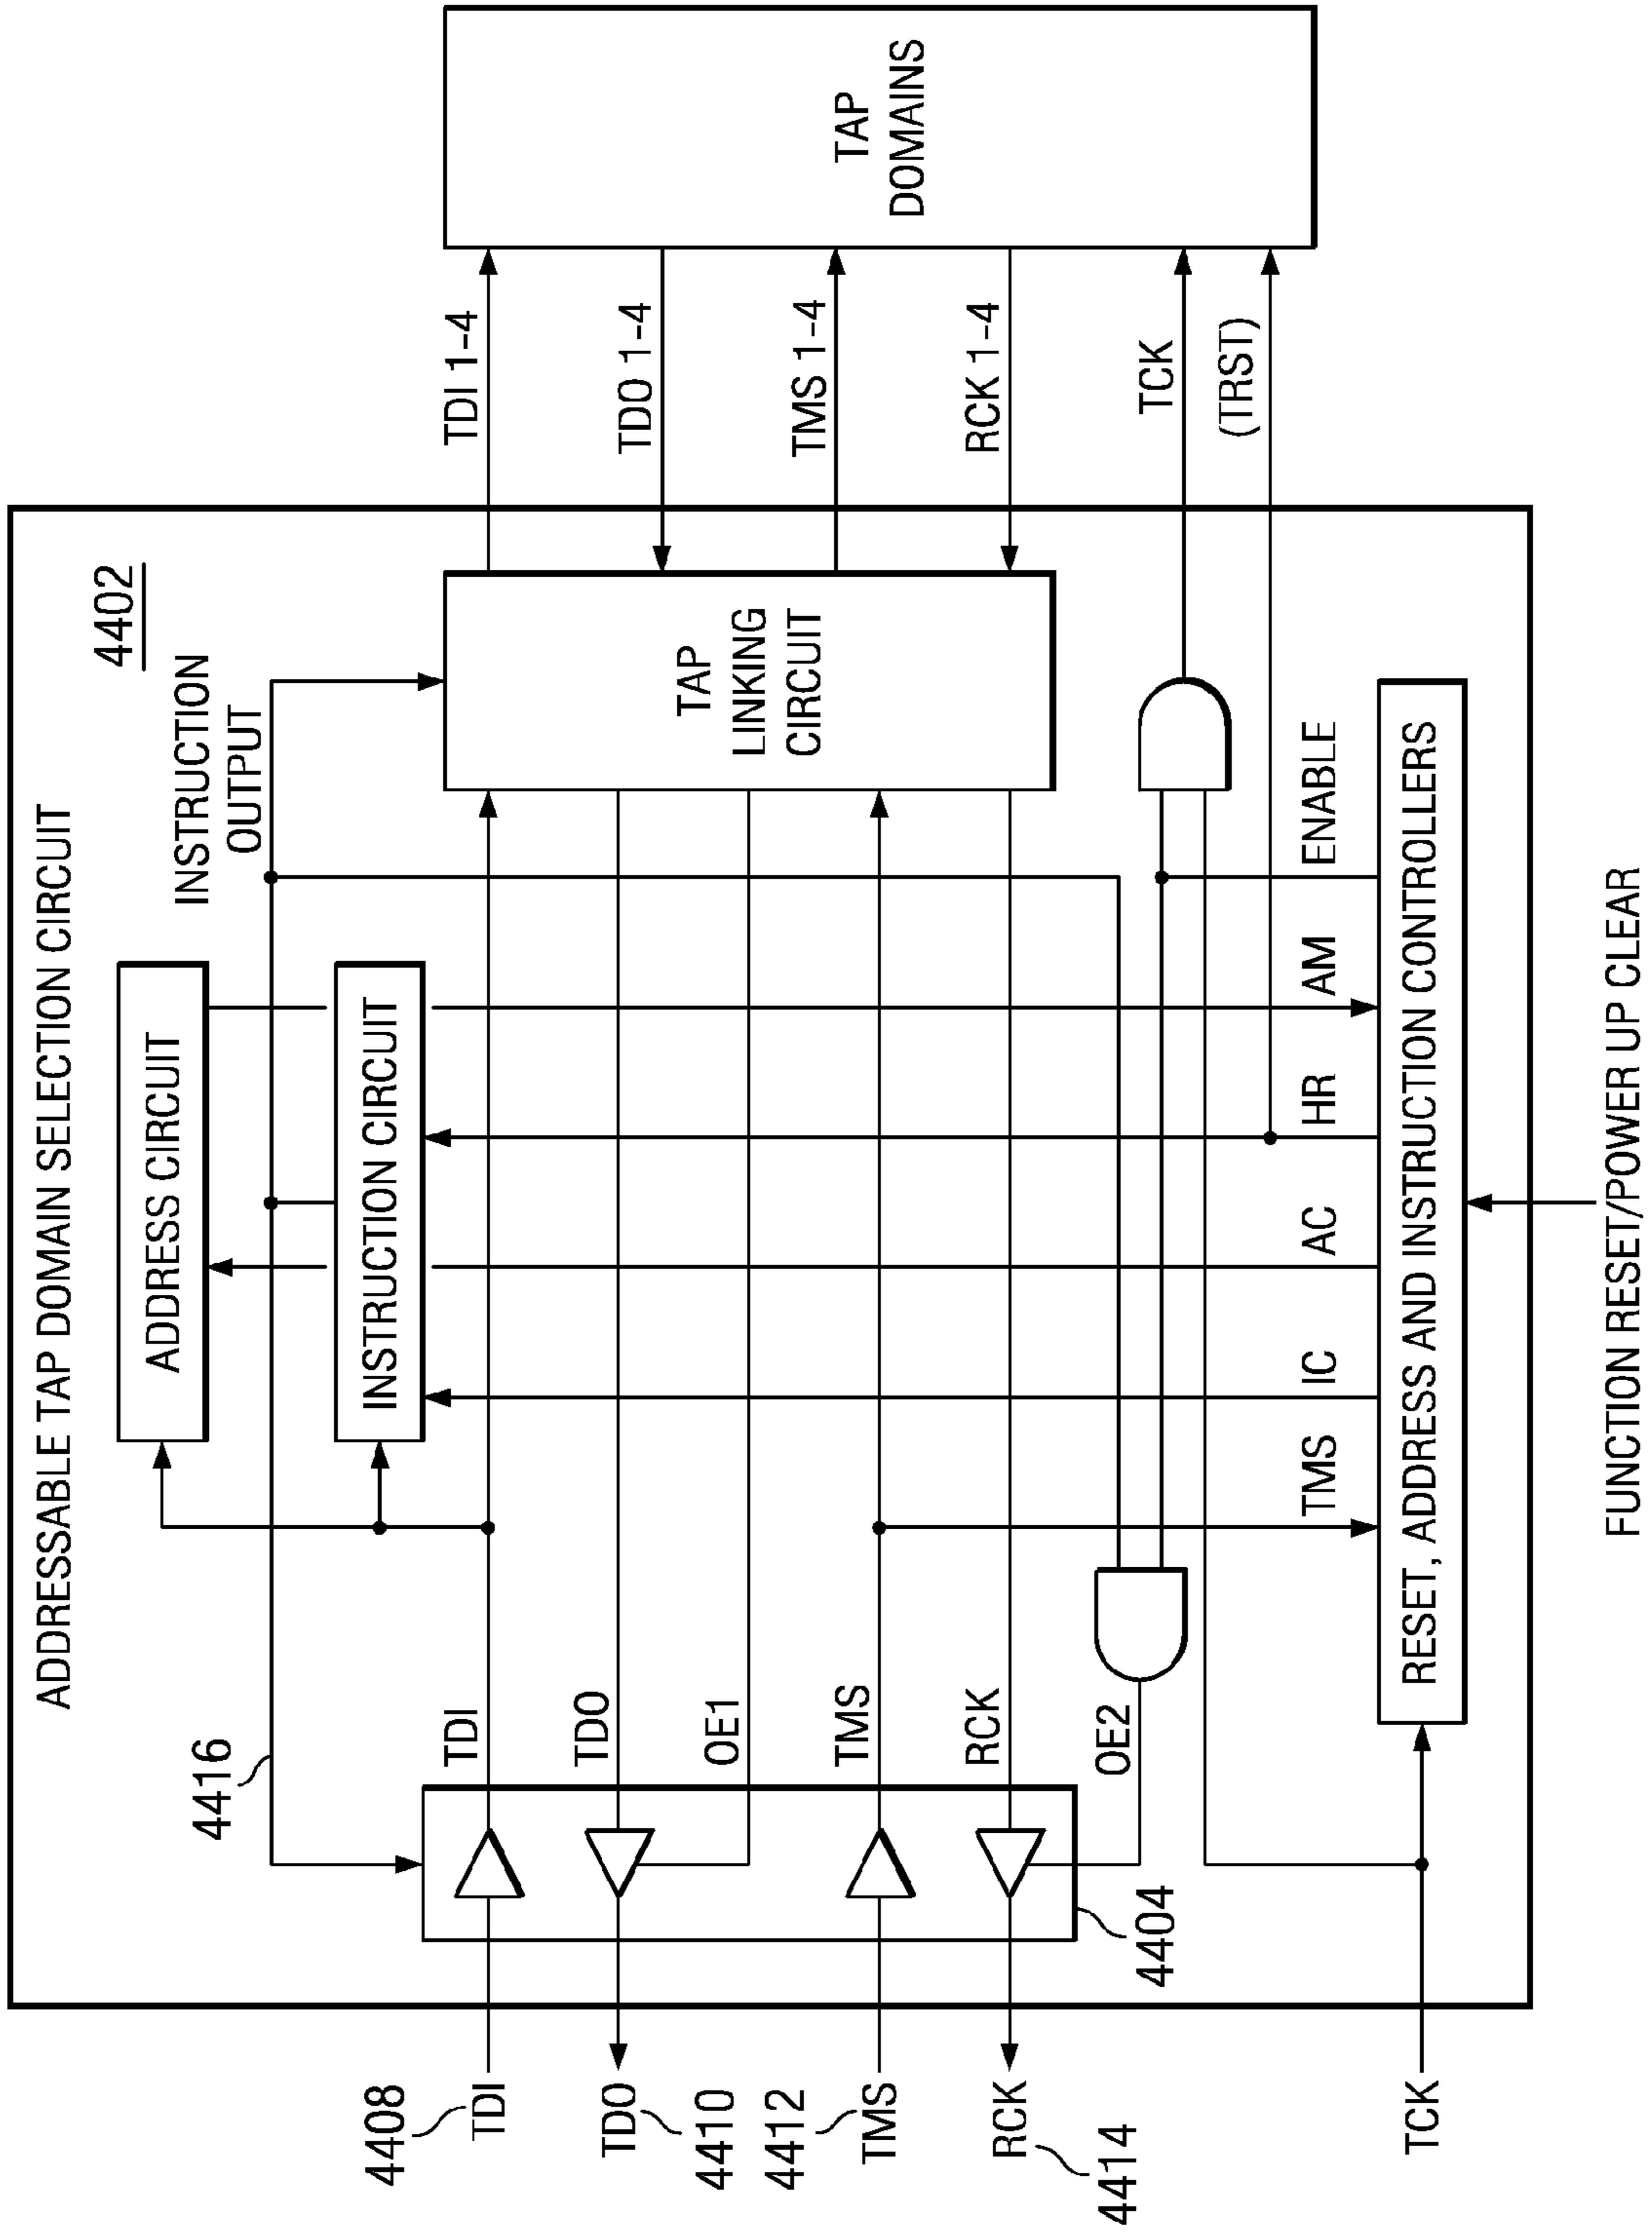 ADDRESSABLE TAP DOMAIN SELECTION CIRCUIT
4402
ADDRESS CIRCUIT
INSTRUCTION
OUTPUT
4416
INSTRUCTION CIRCUIT
4408
TDI
TDI
TDI 1-4
TDO
4410
TDO
TDO 1-4
OE1
TAP
LINKING
CIRCUIT
TAP
DOMAINS
4412
TMS
TMS
TMS 1-4
RCK
4414
RCK
RCK 1-4
OE2
4404
TCK
(TRST)
TMS
IC
AC
HR
AM
ENABLE
TCK
RESET, ADDRESS AND INSTRUCTION CONTROLLERS
FUNCTION RESET/POWER UP CLEAR